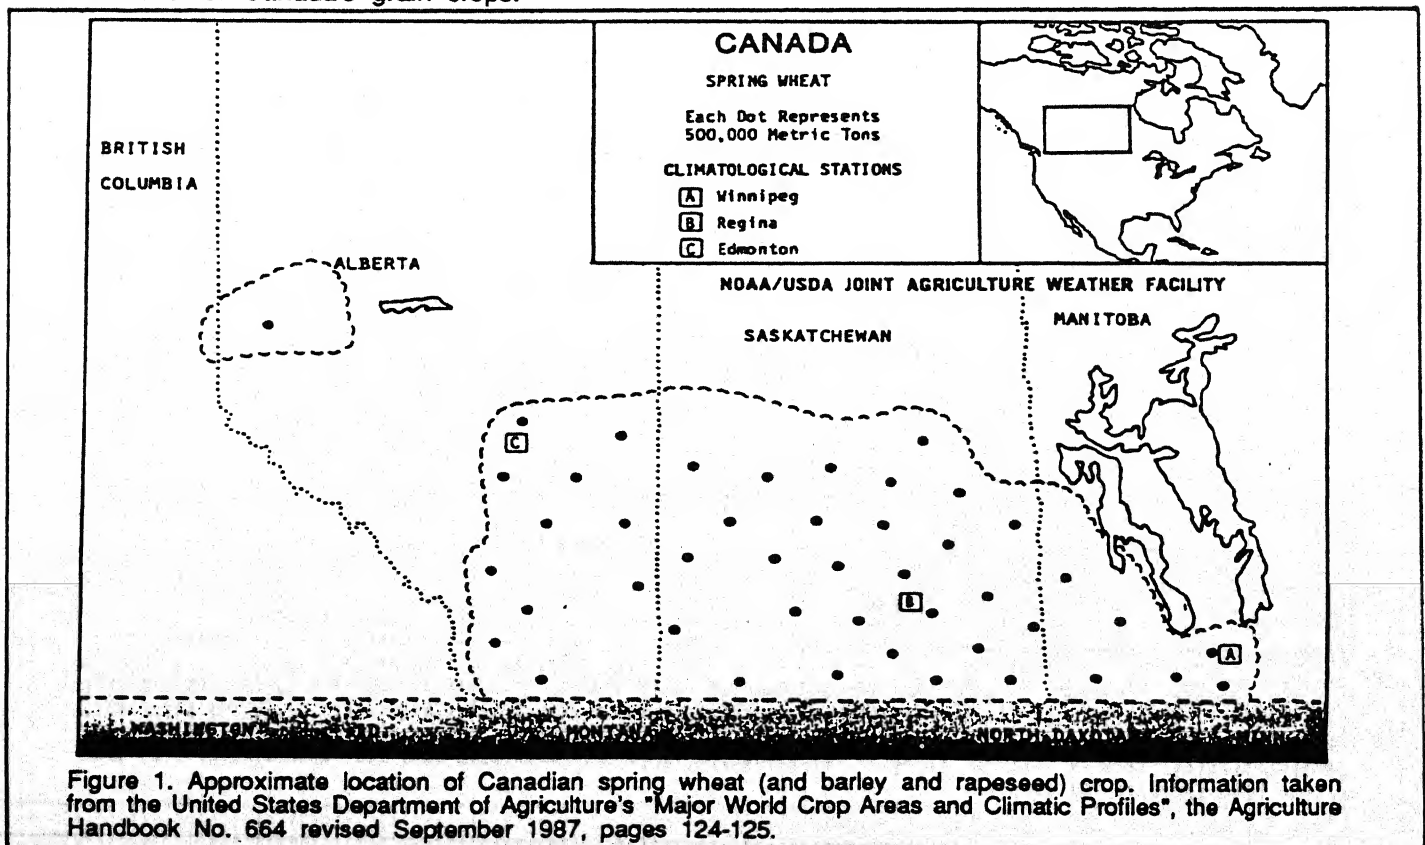 grain crops.
CANADA
SPRING WHEAT
Each Dot Represents
500,000 Metric Tons
CLIMATOLOGICAL STATIONS
A Winnipeg
B Regina
C Edmonton
BRITISH
COLUMBIA
ALBERTA
NOAA/USDA JOINT AGRICULTURE WEATHER FACILITY
SASKATCHEWAN
MANITOBA
C
B
A
WASHINGTON
MONTANA
NORTH DAKOTA
MINN
Figure 1. Approximate location of Canadian spring wheat (and barley and rapeseed) crop. Information taken
from the United States Department of Agriculture's "Major World Crop Areas and Climatic Profiles", the Agriculture
Handbook No. 664 revised September 1987, pages 124-125.